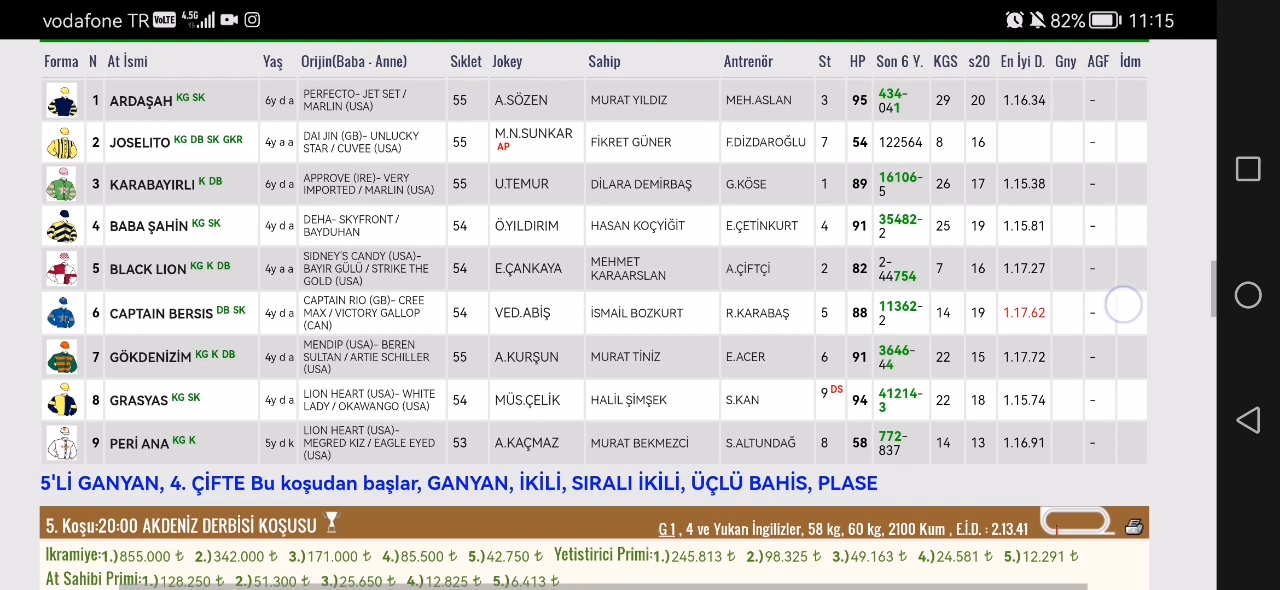 vodafone TR VoLTE 4.5G 82% 11:15
Forma N At İsmi Yaş Orijin(Baba - Anne) Sıklet Jokey Sahip Antrenör St HP Son 6 Y. KGS s20 En İyi D. Gny AGF İdm
1 ARDAŞAH KG SK 6y d a PERFECTO- JET SET / MARLIN (USA) 55 A.SÖZEN MURAT YILDIZ MEH.ASLAN 3 95 434-041 29 20 1.16.34 -
2 JOSELITO KG DB SK GKR 4y a a DAI JIN (GB)- UNLUCKY STAR / CUVEE (USA) 55 M.N.SUNKAR AP FİKRET GÜNER F.DİZDAROĞLU 7 54 122564 8 16 -
3 KARABAYIRLI K DB 6y d a APPROVE (IRE)- VERY IMPORTED / MARLIN (USA) 55 U.TEMUR DİLARA DEMİRBAŞ G.KÖSE 1 89 16106-5 26 17 1.15.38 -
4 BABA ŞAHİN KG SK 4y d a DEHA- SKYFRONT / BAYDUHAN 54 Ö.YILDIRIM HASAN KOÇYİĞİT E.ÇETİNKURT 4 91 35482-2 25 19 1.15.81 -
5 BLACK LION KG K DB 4y a a SIDNEY'S CANDY (USA)- BAYIR GÜLÜ / STRIKE THE GOLD (USA) 54 E.ÇANKAYA MEHMET KARAARSLAN A.ÇİFTÇİ 2 82 2-44754 7 16 1.17.27 -
6 CAPTAIN BERSIS DB SK 4y d a CAPTAIN RIO (GB)- CREE MAX / VICTORY GALLOP (CAN) 54 VED.ABİŞ İSMAİL BOZKURT R.KARABAŞ 5 88 11362-2 14 19 1.17.62 -
7 GÖKDENİZİM KG K DB 4y d a MENDIP (USA)- BEREN SULTAN / ARTIE SCHILLER (USA) 55 A.KURŞUN MURAT TİNİZ E.ACER 6 91 3646-44 22 15 1.17.72 -
8 GRASYAS KG SK 4y d a LION HEART (USA)- WHITE LADY / OKAWANGO (USA) 54 MÜS.ÇELİK HALİL ŞİMŞEK S.KAN 9 DS 94 41214-3 22 18 1.15.74 -
9 PERİ ANA KG K 5y d k LION HEART (USA)- MEGRED KIZ / EAGLE EYED (USA) 53 A.KAÇMAZ MURAT BEKMEZCİ S.ALTUNDAĞ 8 58 772-837 14 13 1.16.91 -
5'Lİ GANYAN, 4. ÇİFTE Bu koşudan başlar, GANYAN, İKİLİ, SIRALI İKİLİ, ÜÇLÜ BAHİS, PLASE
5. Koşu:20:00 AKDENİZ DERBİSİ KOŞUSU G 1 , 4 ve Yukarı İngilizler, 58 kg, 60 kg, 2100 Kum , E.İ.D. : 2.13.41
İkramiye:1.)855.000 ₺ 2.)342.000 ₺ 3.)171.000 ₺ 4.)85.500 ₺ 5.)42.750 ₺ Yetistirici Primi:1.)245.813 ₺ 2.)98.325 ₺ 3.)49.163 ₺ 4.)24.581 ₺ 5.)12.291 ₺
At Sahibi Primi:1.)128.250 ₺ 2.)51.300 ₺ 3.)25.650 ₺ 4.)12.825 ₺ 5.)6.413 ₺